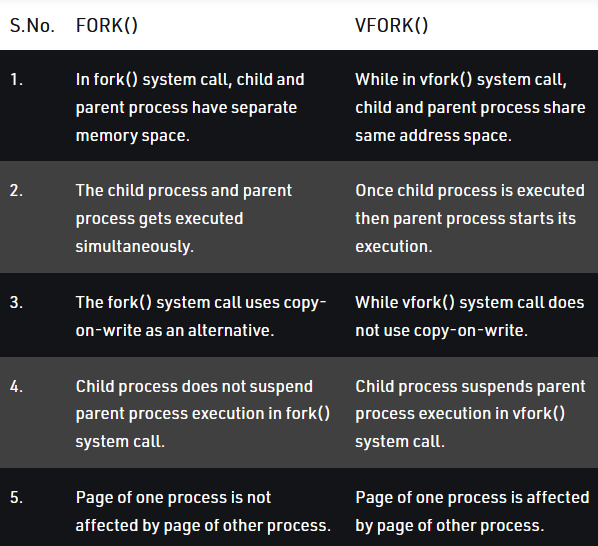 S.No. FORK() VFORK()
1. In fork() system call, child and While in vfork() system call,
parent process have separate child and parent process share
memory space. same address space.
2. The child process and parent Once child process is executed
process gets executed then parent process starts its
simultaneously. execution.
3. The fork() system call uses copy- While vfork() system call does
on-write as an alternative. not use copy-on-write.
4. Child process does not suspend Child process suspends parent
parent process execution in fork() process execution in vfork()
system call. system call.
5. Page of one process is not Page of one process is affected
affected by page of other process. by page of other process.